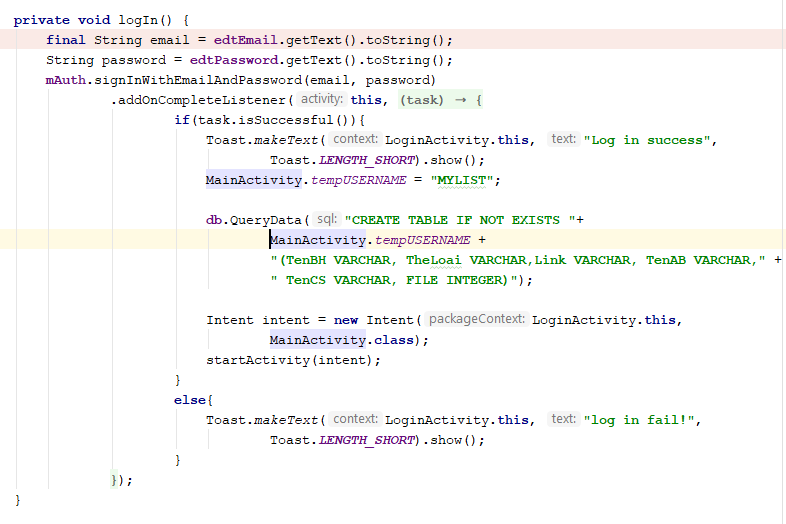 private void logIn() {
    final String email = edtEmail.getText().toString();
    String password = edtPassword.getText().toString();
    mAuth.signInWithEmailAndPassword(email, password)
            .addOnCompleteListener( activity: this, (task) → {
                    if(task.isSuccessful()){
                        Toast.makeText( context: LoginActivity.this, text: "Log in success",
                                Toast.LENGTH_SHORT).show();
                        MainActivity.tempUSERNAME = "MYLIST";
                        db.QueryData( sql: "CREATE TABLE IF NOT EXISTS "+
                                MainActivity.tempUSERNAME +
                                "(TenBH VARCHAR, TheLoai VARCHAR,Link VARCHAR, TenAB VARCHAR," +
                                " TenCS VARCHAR, FILE INTEGER)");
                        Intent intent = new Intent( packageContext: LoginActivity.this,
                                MainActivity.class);
                        startActivity(intent);
                    }
                    else{
                        Toast.makeText( context: LoginActivity.this, text: "log in fail!",
                                Toast.LENGTH_SHORT).show();
                    }
            });
}